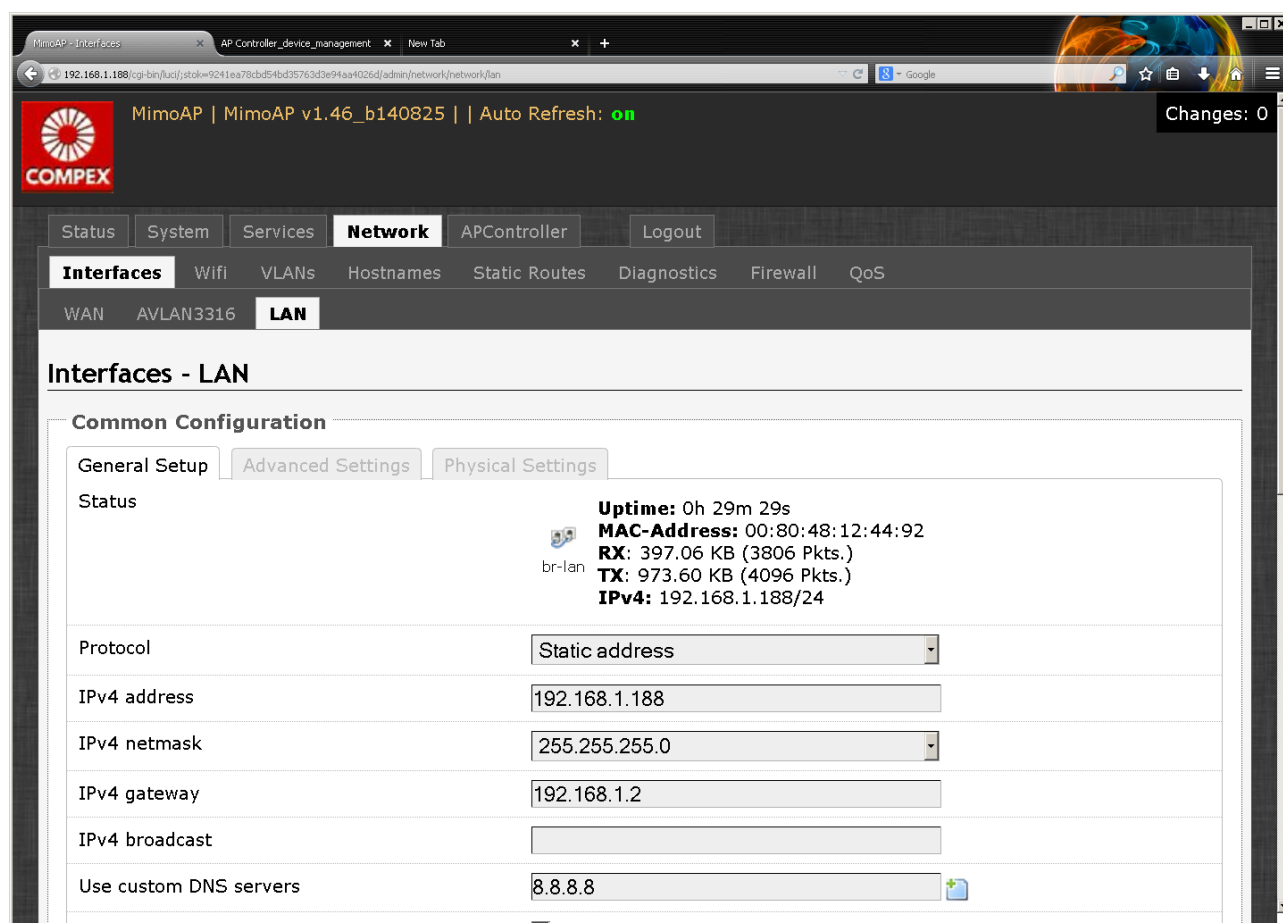 MimoAP - Interfaces
AP Controller_device_management
New Tab
192.168.1.188/cgi-bin/luci/;stok=9241ea78cbd54bd35763d3e94aa4026d/admin/network/network/lan
Google
COMPEX
MimoAP | MimoAP v1.46_b140825 | | Auto Refresh: on
Changes: 0
Status System Services Network APController Logout
Interfaces Wifi VLANs Hostnames Static Routes Diagnostics Firewall QoS
WAN AVLAN3316 LAN
Interfaces - LAN
Common Configuration
General Setup Advanced Settings Physical Settings
Status
br-lan
Uptime: 0h 29m 29s
MAC-Address: 00:80:48:12:44:92
RX: 397.06 KB (3806 Pkts.)
TX: 973.60 KB (4096 Pkts.)
IPv4: 192.168.1.188/24
Protocol Static address
IPv4 address 192.168.1.188
IPv4 netmask 255.255.255.0
IPv4 gateway 192.168.1.2
IPv4 broadcast
Use custom DNS servers 8.8.8.8